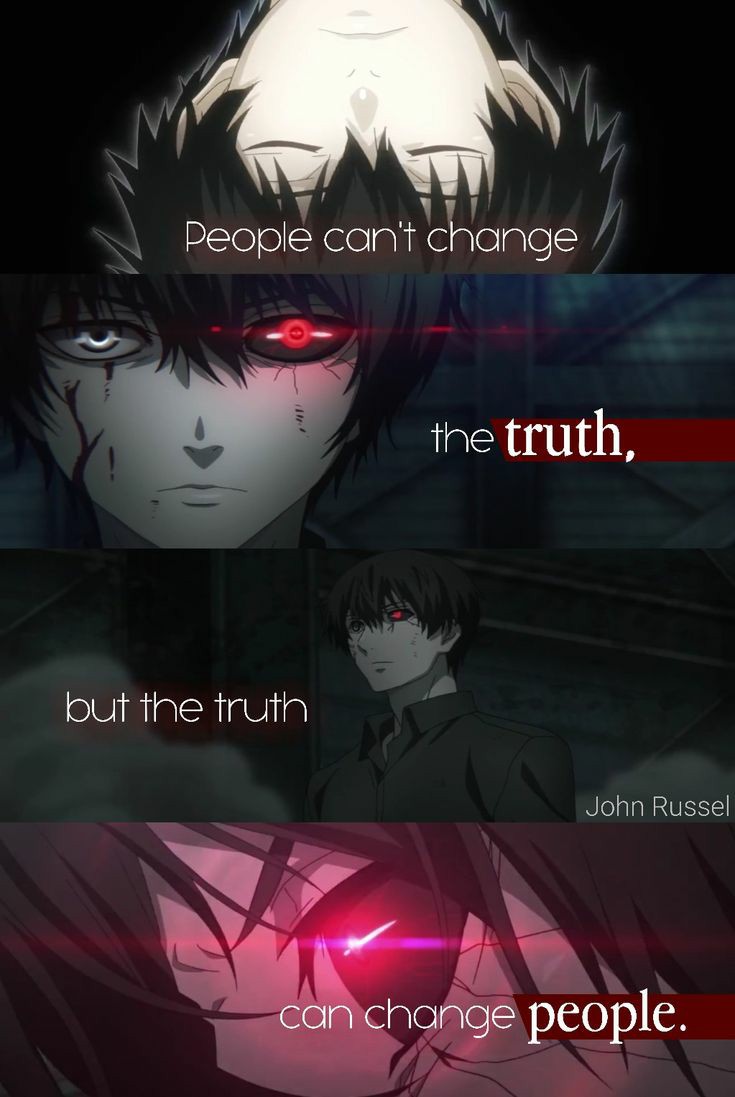 People can't change
the truth,
but the truth
John Russel
can change people.